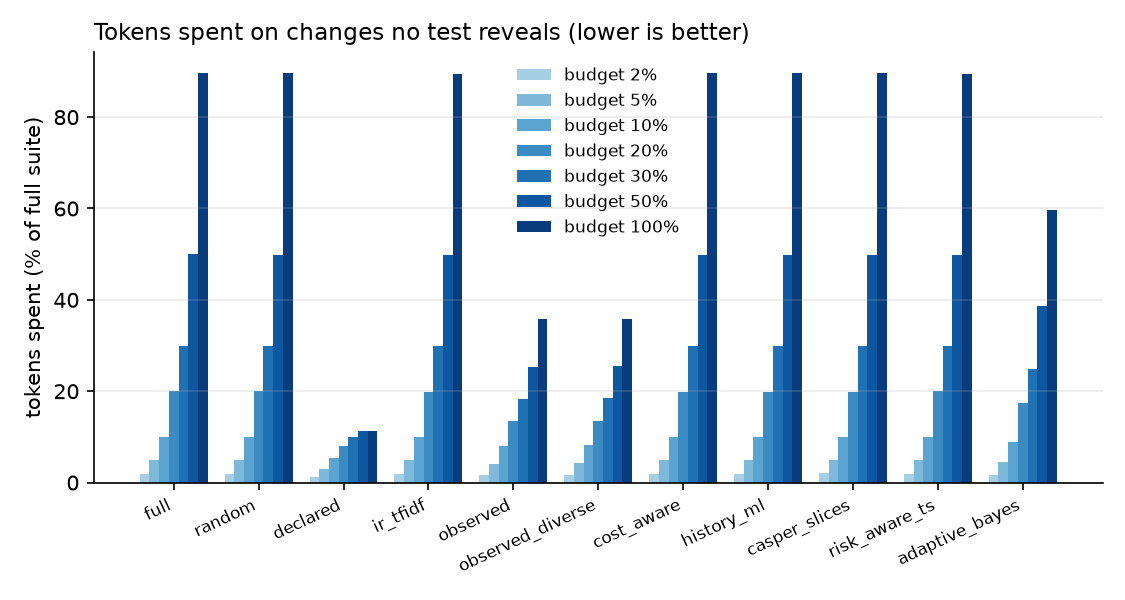 Tokens spent on changes no test reveals (lower is better)
tokens spent (% of full suite)
80
60
40
20
0
budget 2%
budget 5%
budget 10%
budget 20%
budget 30%
budget 50%
budget 100%
full
random
declared
ir_tfidf
observed
observed_diverse
cost_aware
history_ml
casper_slices
risk_aware_ts
adaptive_bayes